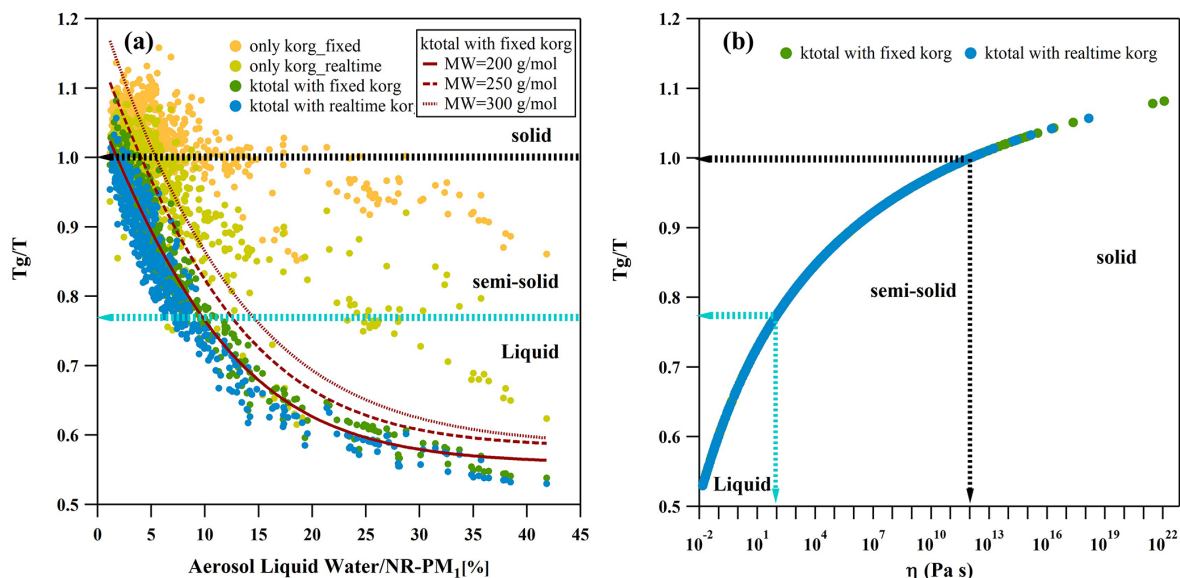 (a)
only korg_fixed
only korg_realtime
ktotal with fixed korg
ktotal with realtime korg
ktotal with fixed korg
MW=200 g/mol
MW=250 g/mol
MW=300 g/mol
solid
semi-solid
Liquid
1.2
1.1
1.0
0.9
0.8
0.7
0.6
0.5
Tg/T
0 5 10 15 20 25 30 35 40 45
Aerosol Liquid Water/NR-PM₁[%]
(b)
ktotal with fixed korg
ktotal with realtime korg
solid
semi-solid
Liquid
1.2
1.1
1.0
0.9
0.8
0.7
0.6
0.5
Tg/T
10⁻² 10¹ 10⁴ 10⁷ 10¹⁰ 10¹³ 10¹⁶ 10¹⁹ 10²²
η (Pa s)